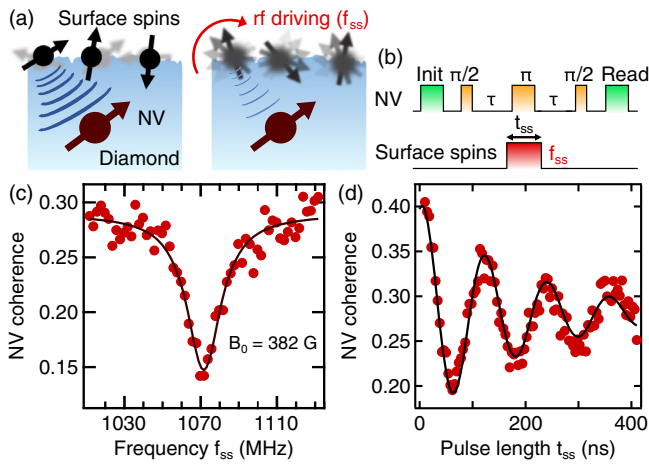 (a) Surface spins rf driving (fss)
NV
Diamond
(b)
Init π/2 π π/2 Read
NV
τ τ
tss
Surface spins fss
(c)
NV coherence
0.30
0.25
0.20
0.15
B0 = 382 G
1030 1070 1110
Frequency fss (MHz)
(d)
NV coherence
0.40
0.35
0.30
0.25
0.20
0 200 400
Pulse length tss (ns)